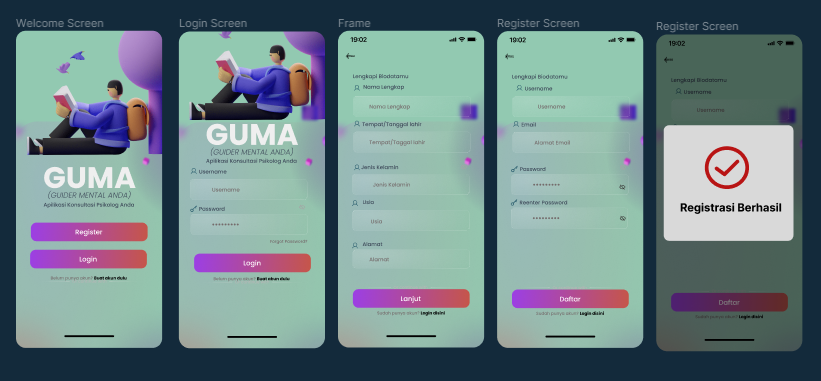 Welcome Screen
GUMA
(GUIDER MENTAL ANDA)
Aplilkasi Konsultasi Psikolog Anda
Register
Login
Belum punya akun? Buat akun dulu
Login Screen
GUMA
(GUIDER MENTAL ANDA)
Aplikasi Konsultasi Psikolog Anda
Username
Username
Password
*********
Forgot Password?
Login
Belum punya akun? Buat akun dulu
Frame
19:02
Lengkapi Biodatamu
Nama Lengkap
Nama Lengkap
Tempat/Tanggal lahir
Tempat/Taggal lahir
Jenis Kelamin
Jenis Kelamin
Usia
Usia
Alamat
Alamat
Lanjut
Sudah punya akun? Login disini
Register Screen
19:02
Lengkapi Biodatamu
Username
Username
Email
Alamat Email
Password
*********
Reenter Password
*********
Daftar
Sudah punya akun? Login disini
Register Screen
19:02
Lengkapi Biodatamu
Username
Username
Registrasi Berhasil
Daftar
Sudah punya akun? Login disini